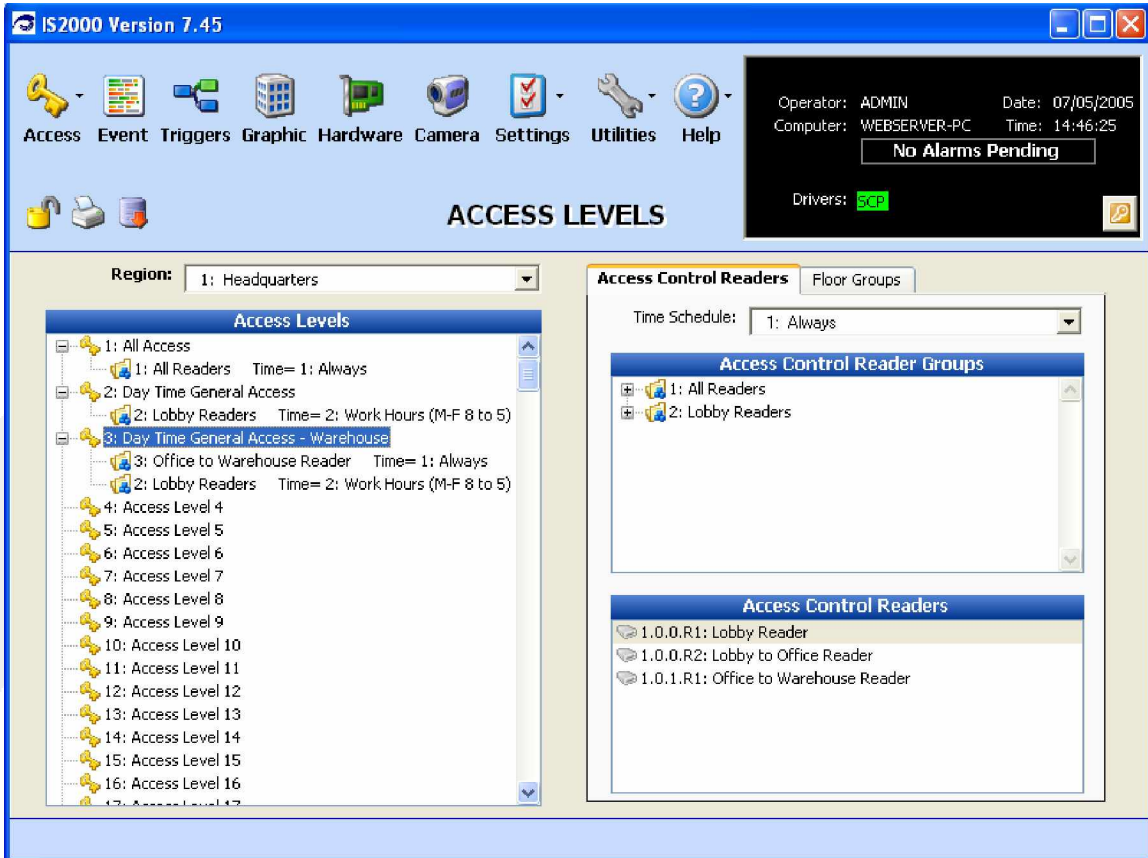 IS2000 Version 7.45
Access Event Triggers Graphic Hardware Camera Settings Utilities Help
Operator: ADMIN Date: 07/05/2005
Computer: WEBSERVER-PC Time: 14:46:25
No Alarms Pending
Drivers: SCP
ACCESS LEVELS
Region: 1: Headquarters
Access Levels
1: All Access
1: All Readers Time= 1: Always
2: Day Time General Access
2: Lobby Readers Time= 2: Work Hours (M-F 8 to 5)
3: Day Time General Access - Warehouse
3: Office to Warehouse Reader Time= 1: Always
2: Lobby Readers Time= 2: Work Hours (M-F 8 to 5)
4: Access Level 4
5: Access Level 5
6: Access Level 6
7: Access Level 7
8: Access Level 8
9: Access Level 9
10: Access Level 10
11: Access Level 11
12: Access Level 12
13: Access Level 13
14: Access Level 14
15: Access Level 15
16: Access Level 16
17: Access Level 17
Access Control Readers Floor Groups
Time Schedule: 1: Always
Access Control Reader Groups
1: All Readers
2: Lobby Readers
Access Control Readers
1.0.0.R1: Lobby Reader
1.0.0.R2: Lobby to Office Reader
1.0.1.R1: Office to Warehouse Reader